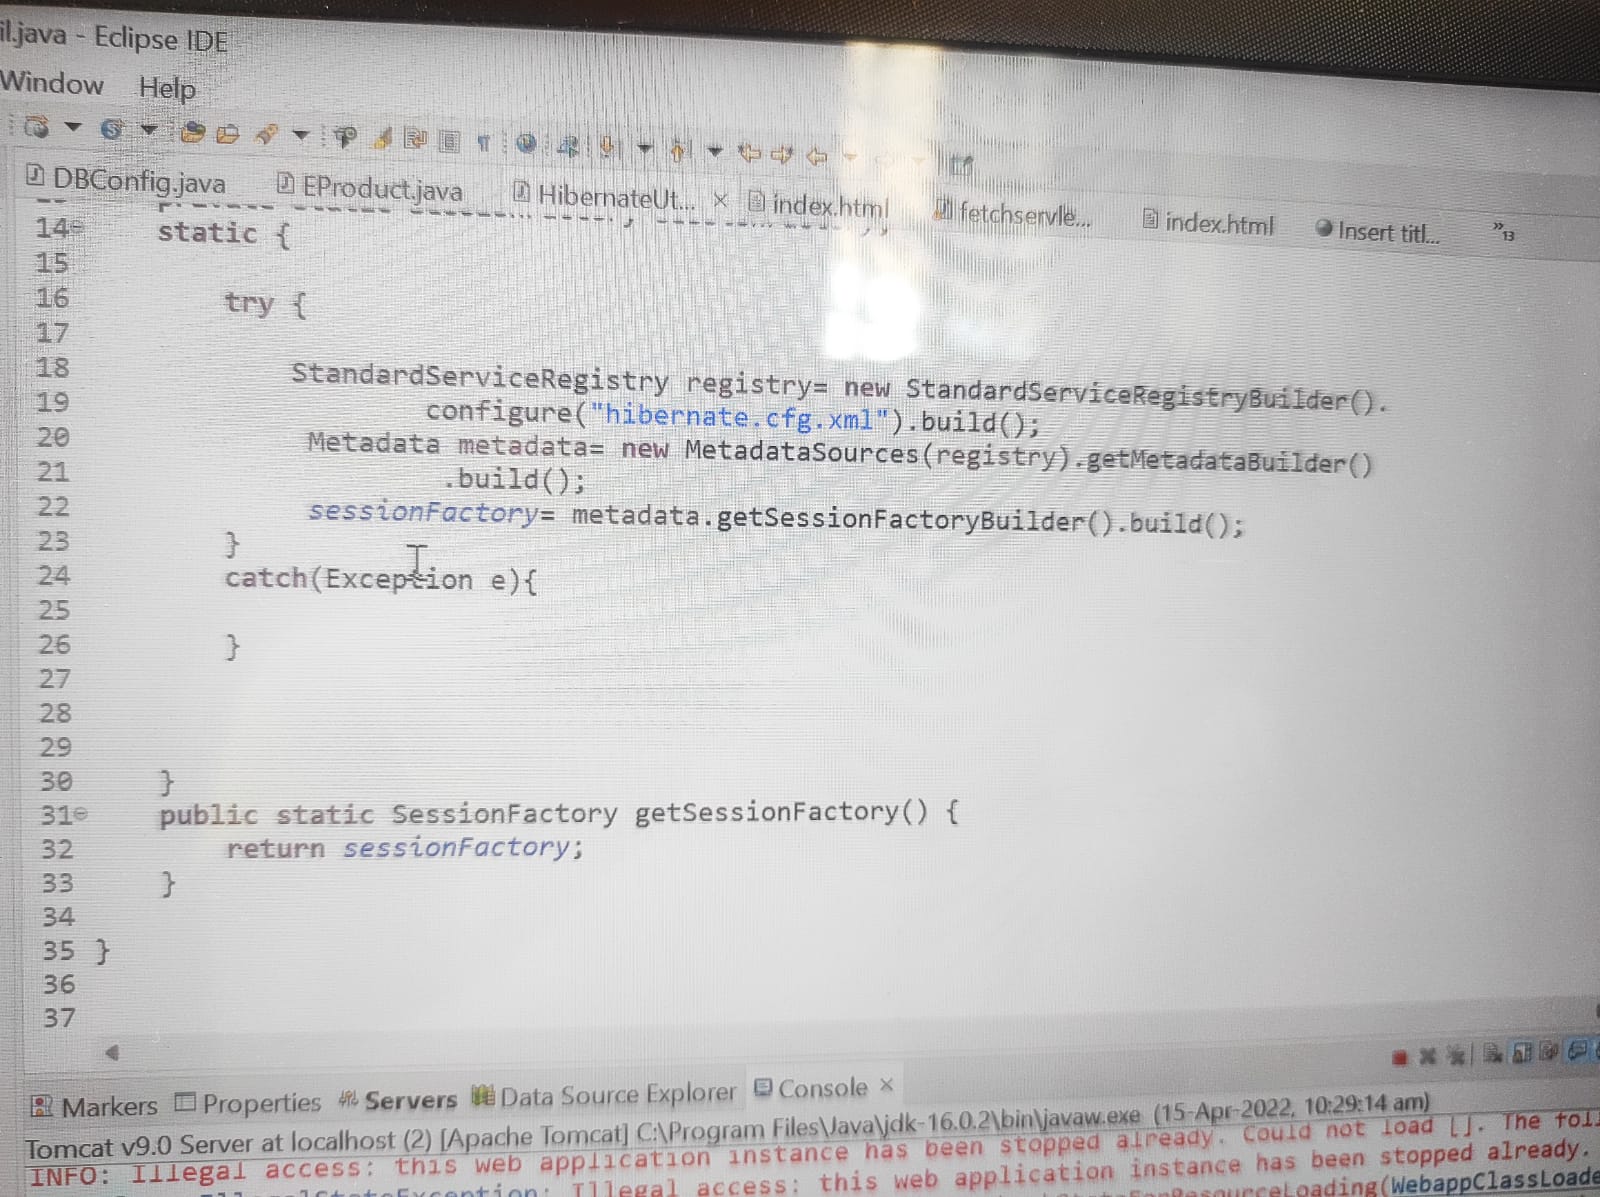 il.java - Eclipse IDE
Window Help
DBConfig.java EProduct.java HibernateUt... × index.html fetchservle... index.html Insert titl... »13
14 static {
15
16 try {
17
18 StandardServiceRegistry registry= new StandardServiceRegistryBuilder().
19 configure("hibernate.cfg.xml").build();
20 Metadata metadata= new MetadataSources(registry).getMetadataBuilder()
21 .build();
22 sessionFactory= metadata.getSessionFactoryBuilder().build();
23 }
24 catch(Exception e){
25
26 }
27
28
29
30 }
31 public static SessionFactory getSessionFactory() {
32 return sessionFactory;
33 }
34
35 }
36
37
Markers Properties Servers Data Source Explorer Console ×
Tomcat v9.0 Server at localhost (2) [Apache Tomcat] C:\Program Files\Java\jdk-16.0.2\bin\javaw.exe (15-Apr-2022, 10:29:14 am)
INFO: Illegal access: this web application instance has been stopped already. Could not load []. The foll
Illegal access: this web application instance has been stopped already.
ResourceLoading(WebappClassLoade